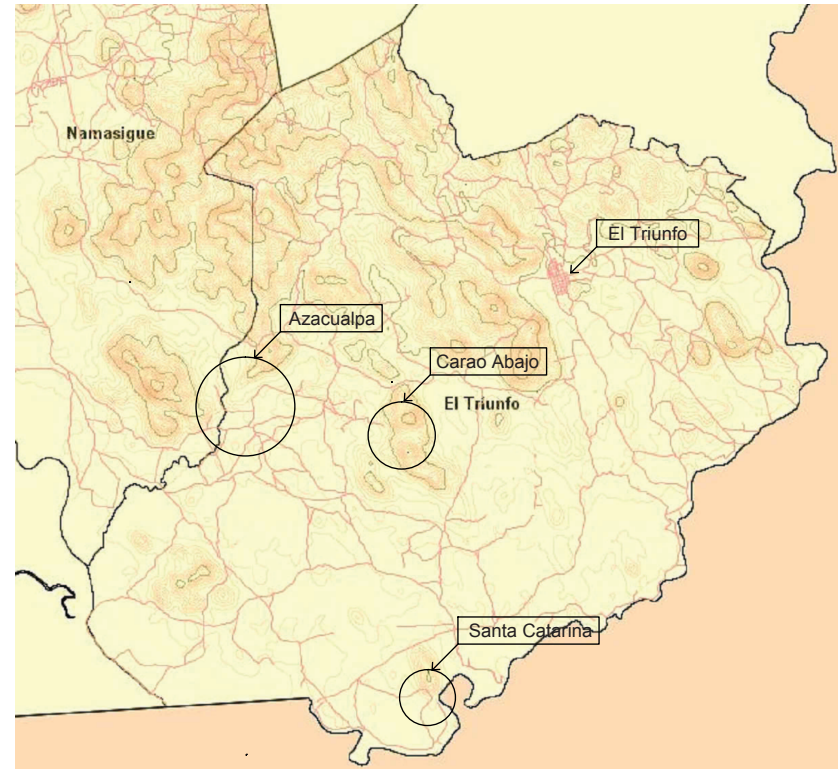 Namasigue
El Triunfo
Azacualpa
Carao Abajo
El Triunfo
Santa Catarina